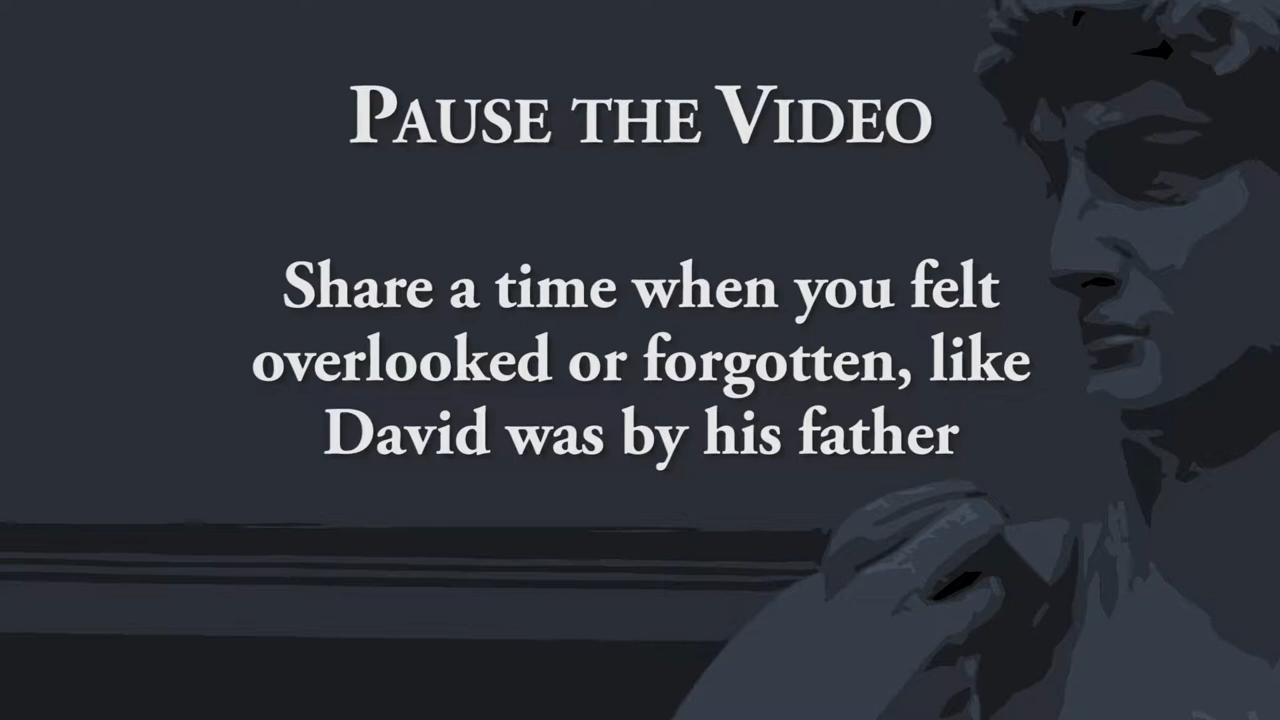 PAUSE THE VIDEO
Share a time when you felt
overlooked or forgotten, like
David was by his father